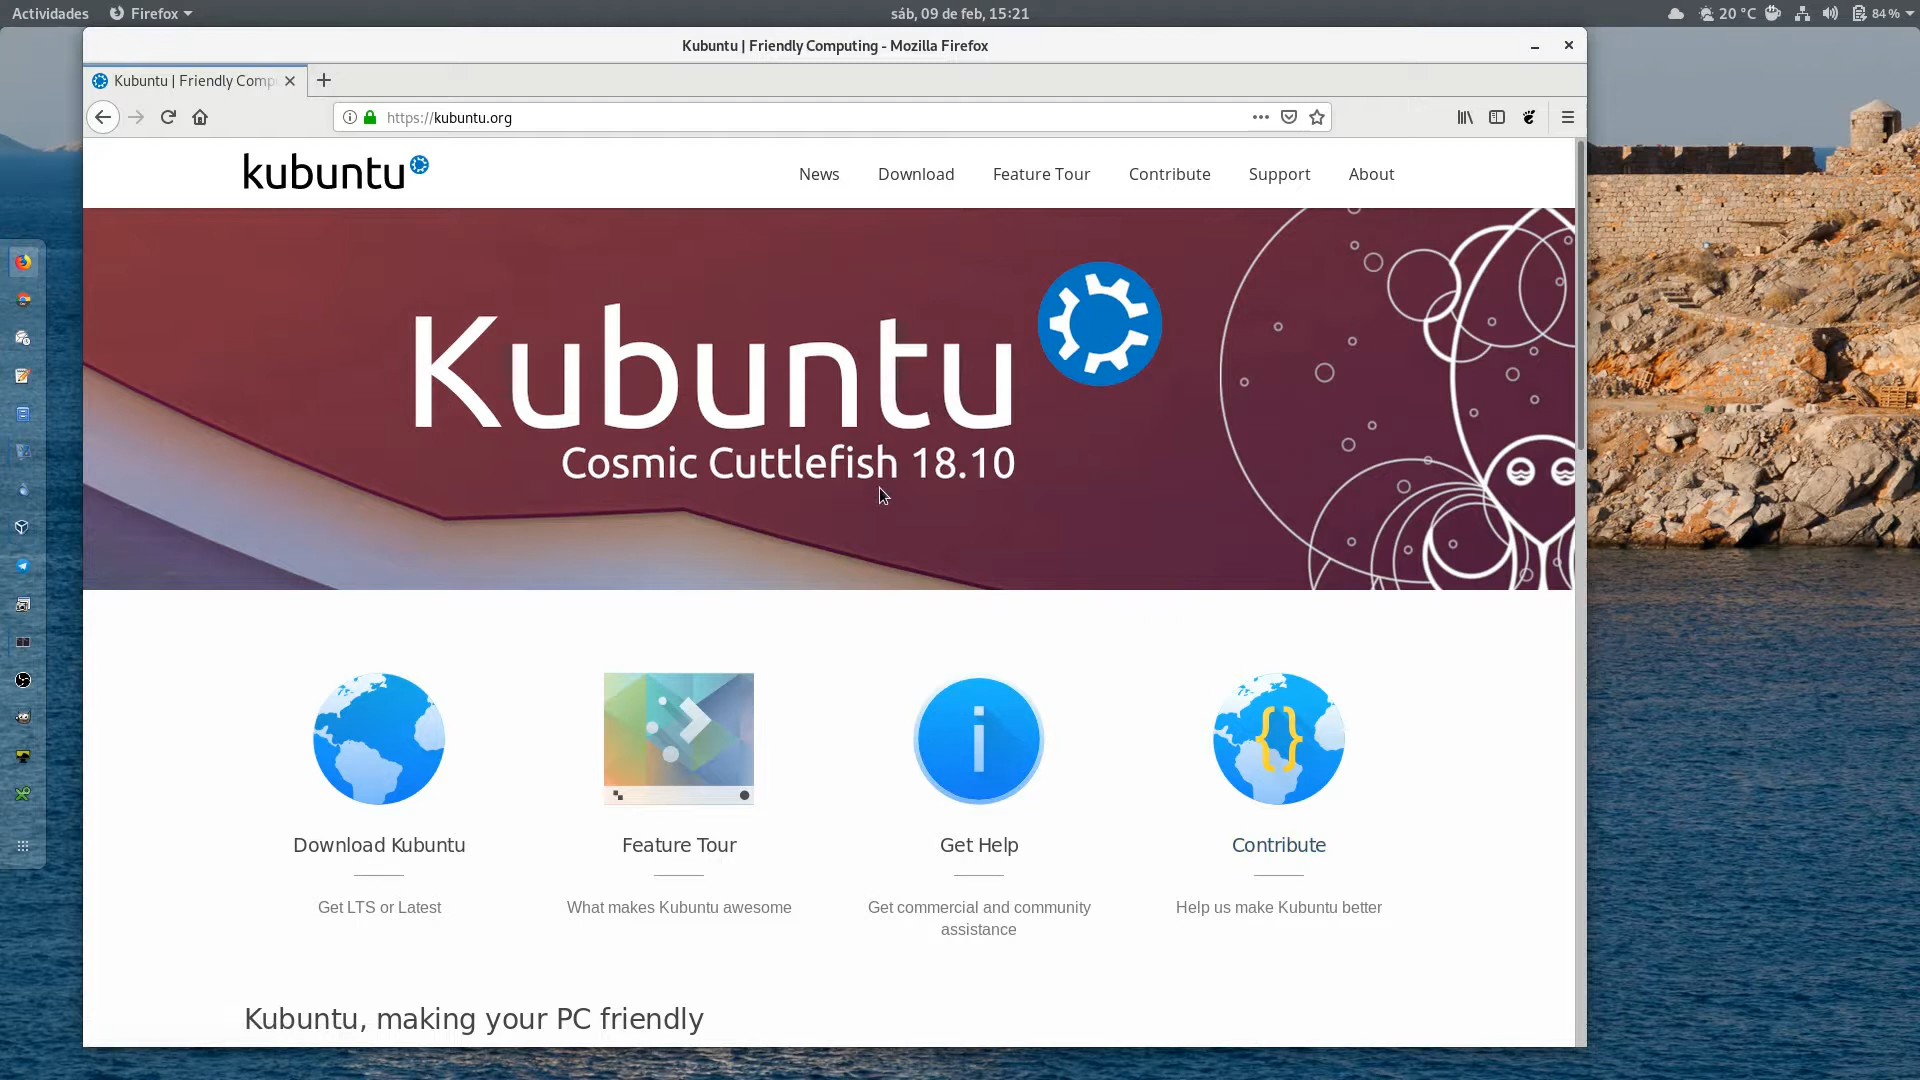 Actividades Firefox sáb, 09 de feb, 15:21 20 °C 84 %
Kubuntu | Friendly Computing - Mozilla Firefox
Kubuntu | Friendly Comp
https://kubuntu.org
kubuntu News Download Feature Tour Contribute Support About
Kubuntu
Cosmic Cuttlefish 18.10
Download Kubuntu Feature Tour Get Help Contribute
Get LTS or Latest What makes Kubuntu awesome Get commercial and community Help us make Kubuntu better
assistance
Kubuntu, making your PC friendly